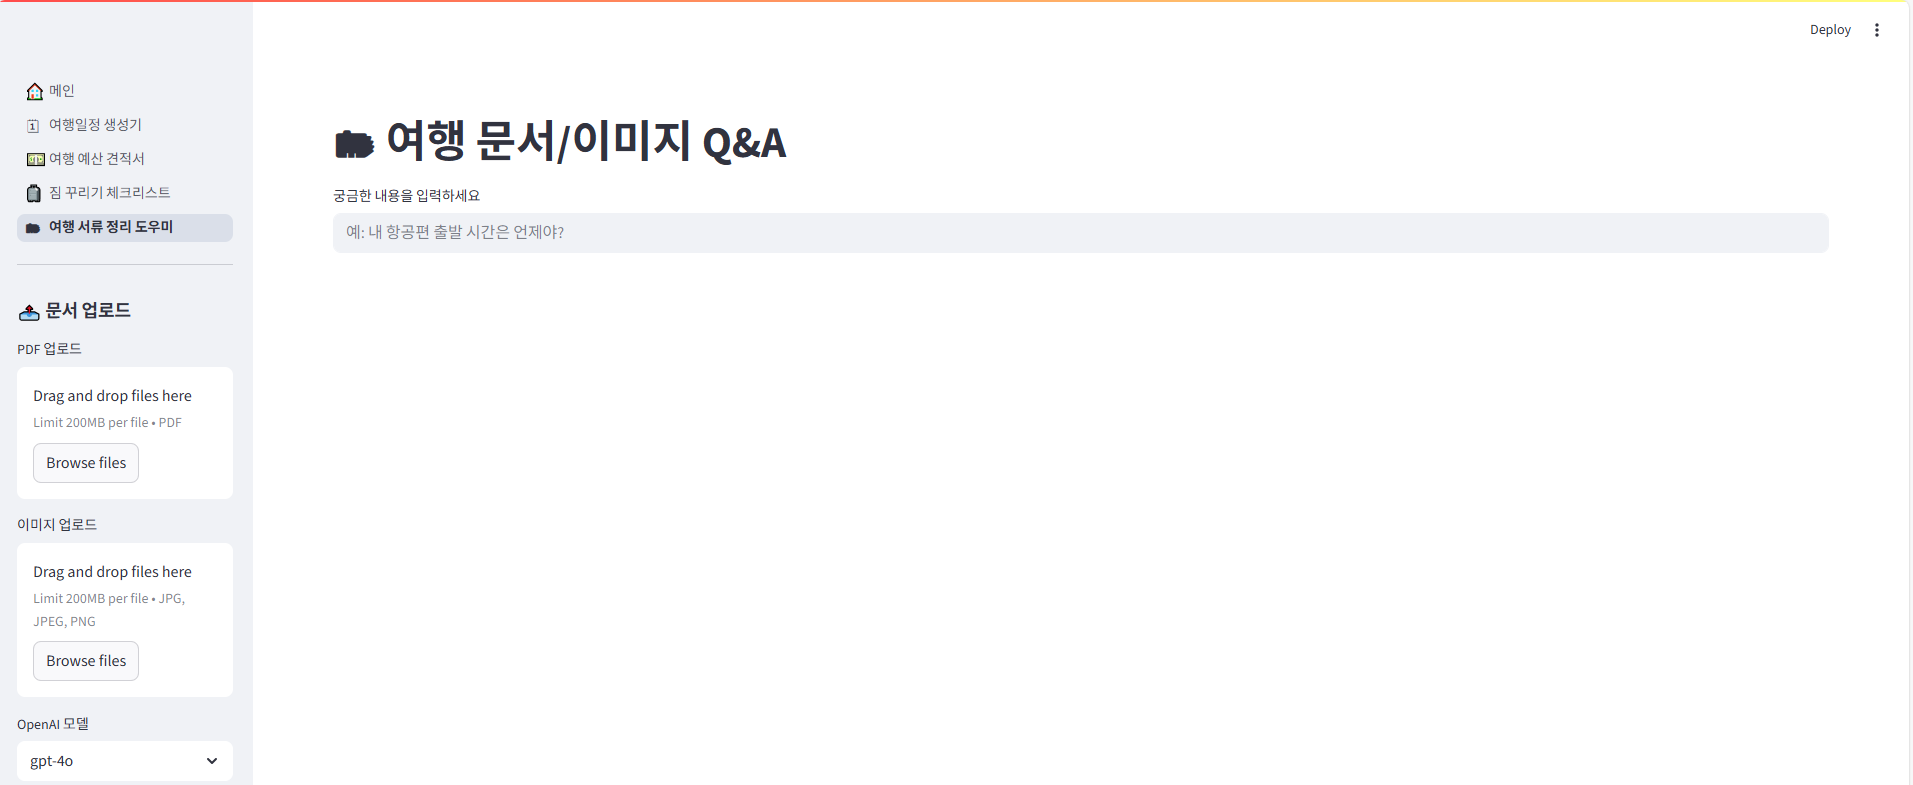 Deploy
메인
여행일정 생성기
여행 예산 견적서
짐 꾸리기 체크리스트
여행 서류 정리 도우미
문서 업로드
PDF 업로드
Drag and drop files here
Limit 200MB per file • PDF
Browse files
이미지 업로드
Drag and drop files here
Limit 200MB per file • JPG,
JPEG, PNG
Browse files
OpenAI 모델
gpt-4o
여행 문서/이미지 Q&A
궁금한 내용을 입력하세요
예: 내 항공편 출발 시간은 언제야?